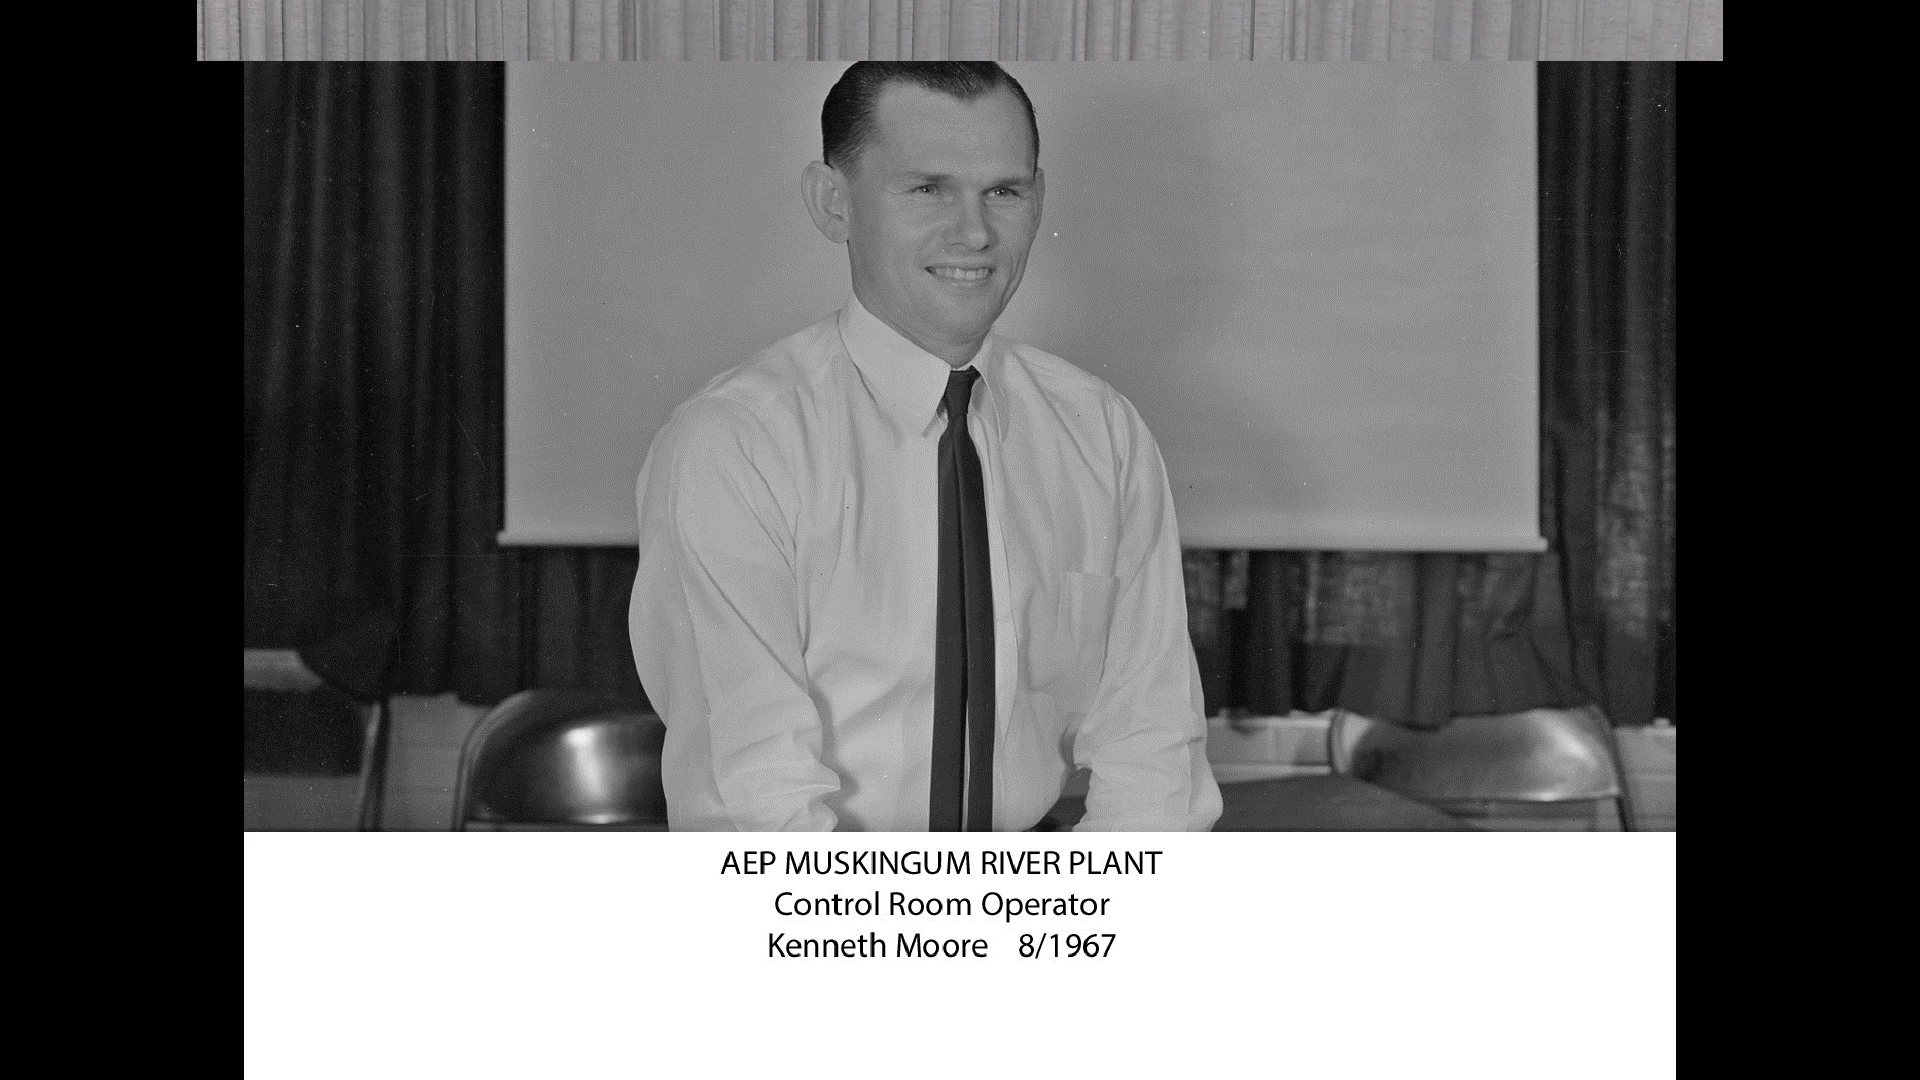 AEP MUSKINGUM RIVER PLANT
Control Room Operator
Kenneth Moore 8/1967